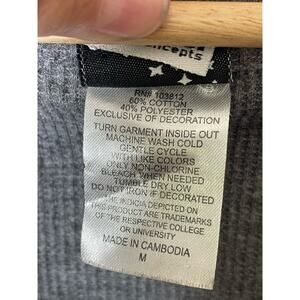 concepts
RN# 103812
60% COTTON
40% POLYESTER
EXCLUSIVE OF DECORATION
TURN GARMENT INSIDE OUT
MACHINE WASH COLD
GENTLE CYCLE
WITH LIKE COLORS
ONLY NON-CHLORINE
BLEACH WHEN NEEDED
TUMBLE DRY LOW
DO NOT IRON IF DECORATED
THE INDICIA DEPICTED ON
THIS PRODUCT ARE TRADEMARKS
OF THE RESPECTIVE COLLEGE
OR UNIVERSITY
MADE IN CAMBODIA
M